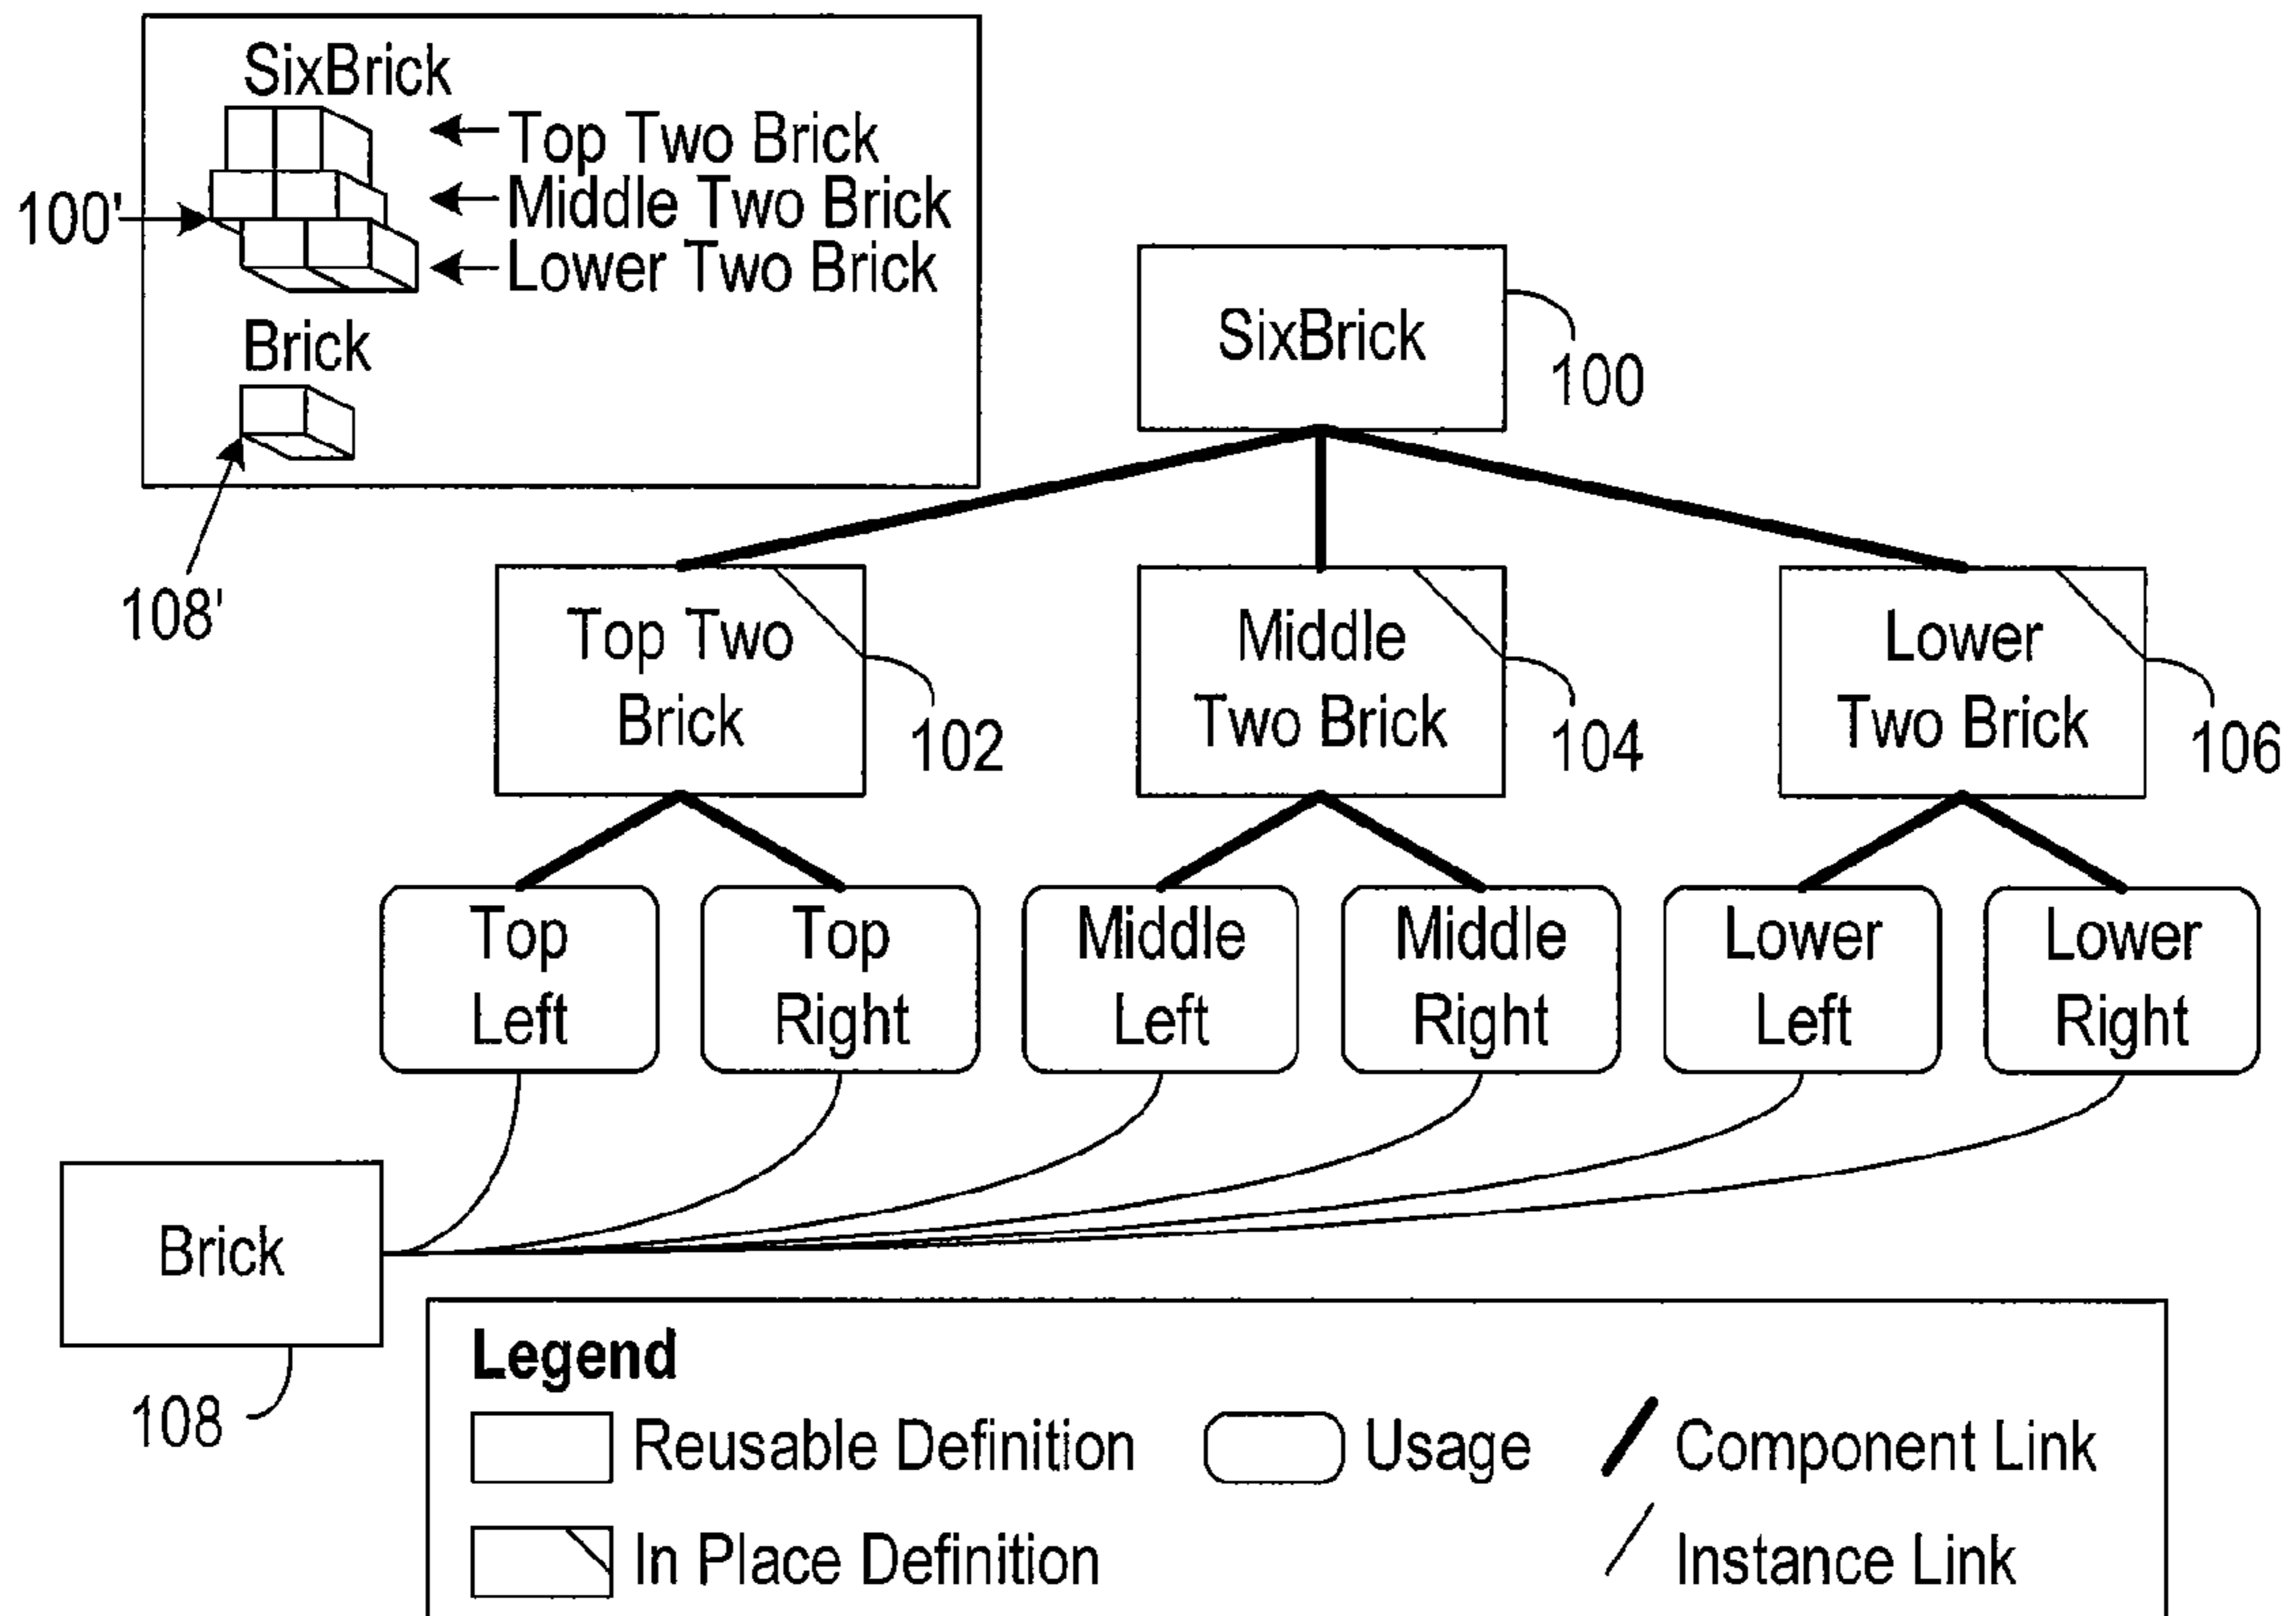 SixBrick
Top Two Brick
Middle Two Brick
Lower Two Brick
100'
Brick
108'
SixBrick
100
Top Two
Brick
102
Middle
Two Brick
104
Lower
Two Brick
106
Top
Left
Top
Right
Middle
Left
Middle
Right
Lower
Left
Lower
Right
Brick
108
Legend
Reusable Definition
Usage
Component Link
In Place Definition
Instance Link